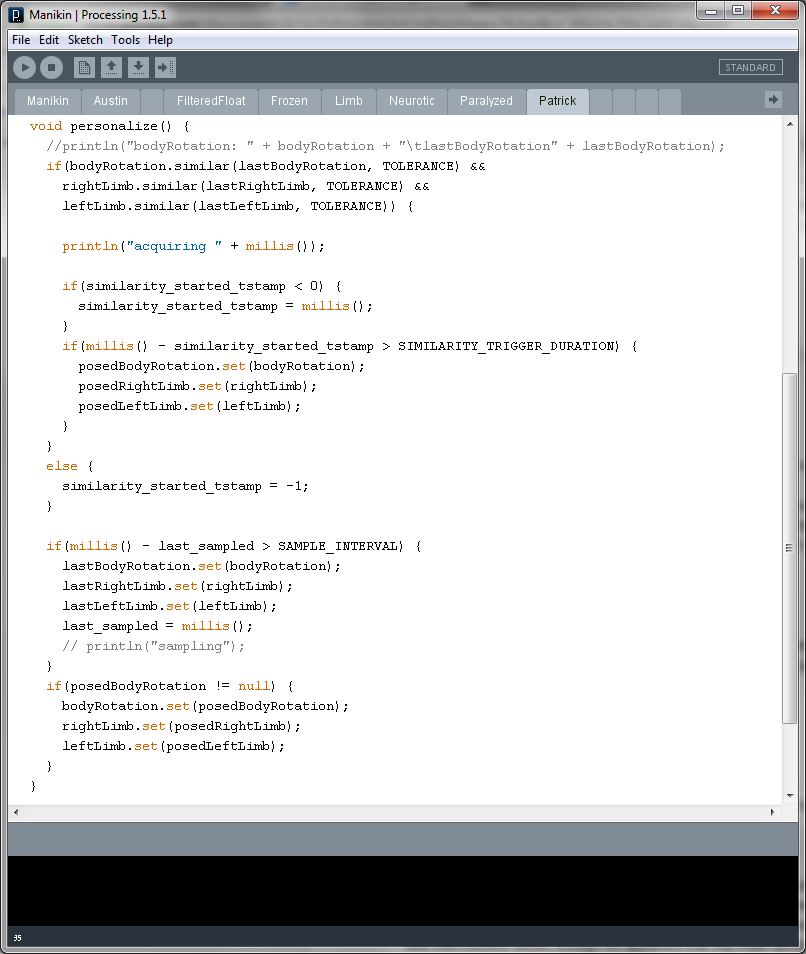 Manikin | Processing 1.5.1
File Edit Sketch Tools Help
STANDARD
Manikin Austin FilteredFloat Frozen Limb Neurotic Paralyzed Patrick
void personalize() {
//println("bodyRotation: " + bodyRotation + "\tlastBodyRotation" + lastBodyRotation);
if(bodyRotation.similar(lastBodyRotation, TOLERANCE) &&
rightLimb.similar(lastRightLimb, TOLERANCE) &&
leftLimb.similar(lastLeftLimb, TOLERANCE)) {
println("acquiring " + millis());
if(similarity_started_tstamp < 0) {
similarity_started_tstamp = millis();
}
if(millis() - similarity_started_tstamp > SIMILARITY_TRIGGER_DURATION) {
posedBodyRotation.set(bodyRotation);
posedRightLimb.set(rightLimb);
posedLeftLimb.set(leftLimb);
}
}
else {
similarity_started_tstamp = -1;
}
if(millis() - last_sampled > SAMPLE_INTERVAL) {
lastBodyRotation.set(bodyRotation);
lastRightLimb.set(rightLimb);
lastLeftLimb.set(leftLimb);
last_sampled = millis();
// println("sampling");
}
if(posedBodyRotation != null) {
bodyRotation.set(posedBodyRotation);
rightLimb.set(posedRightLimb);
leftLimb.set(posedLeftLimb);
}
}
35